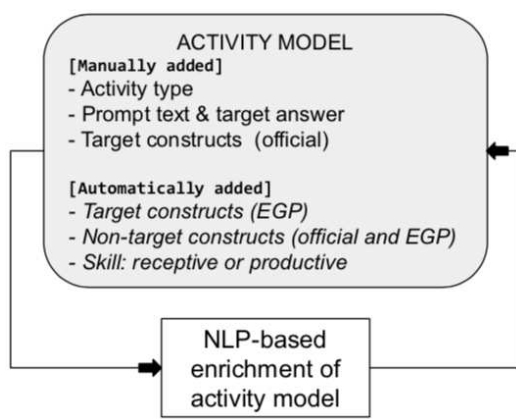 ACTIVITY MODEL
[Manually added]
- Activity type
- Prompt text & target answer
- Target constructs (official)
[Automatically added]
- Target constructs (EGP)
- Non-target constructs (official and EGP)
- Skill: receptive or productive
NLP-based
enrichment of
activity model